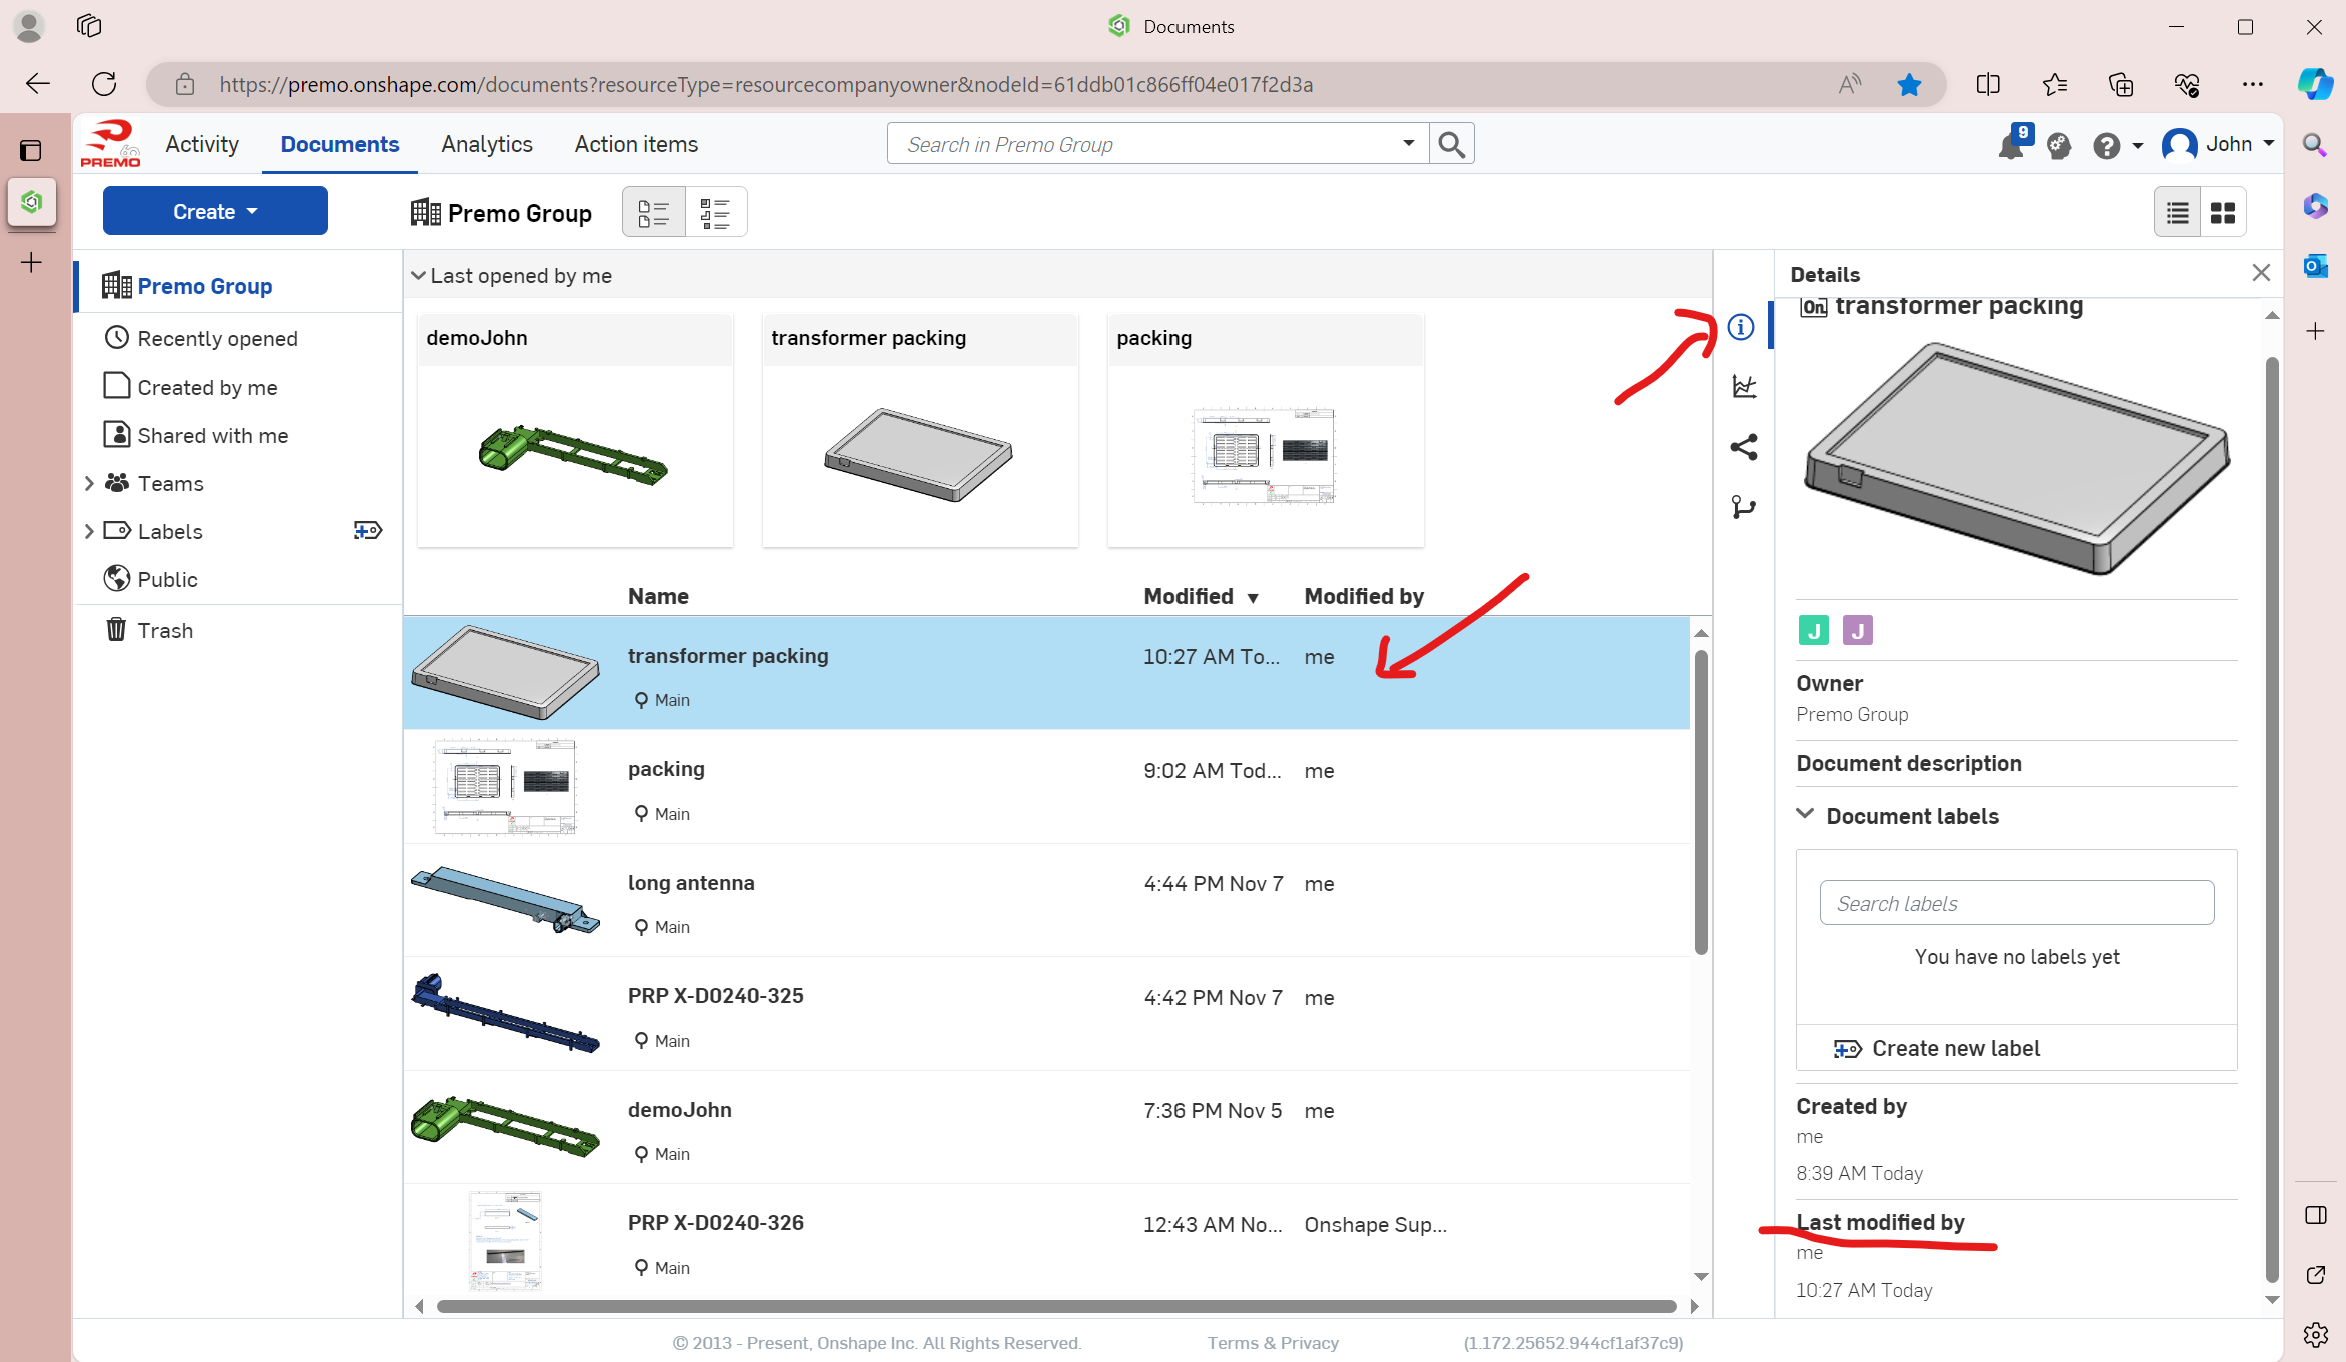 Documents
https://premo.onshape.com/documents?resourceType=resourcecompanyowner&nodeId=61ddb01c866ff04e017f2d3a
PREMO 60 Activity Documents Analytics Action items Search in Premo Group 9 John
Create Premo Group
Premo Group
Recently opened
Created by me
Shared with me
Teams
Labels
Public
Trash
Last opened by me
demoJohn transformer packing packing
Name Modified Modified by
transformer packing 10:27 AM To... me
Main
packing 9:02 AM Tod... me
Main
long antenna 4:44 PM Nov 7 me
Main
PRP X-D0240-325 4:42 PM Nov 7 me
Main
demoJohn 7:36 PM Nov 5 me
Main
PRP X-D0240-326 12:43 AM No... Onshape Sup...
Main
Details
On transformer packing
J J
Owner
Premo Group
Document description
Document labels
Search labels
You have no labels yet
Create new label
Created by
me
8:39 AM Today
Last modified by
me
10:27 AM Today
© 2013 - Present, Onshape Inc. All Rights Reserved. Terms & Privacy (1.172.25652.944cf1af37c9)